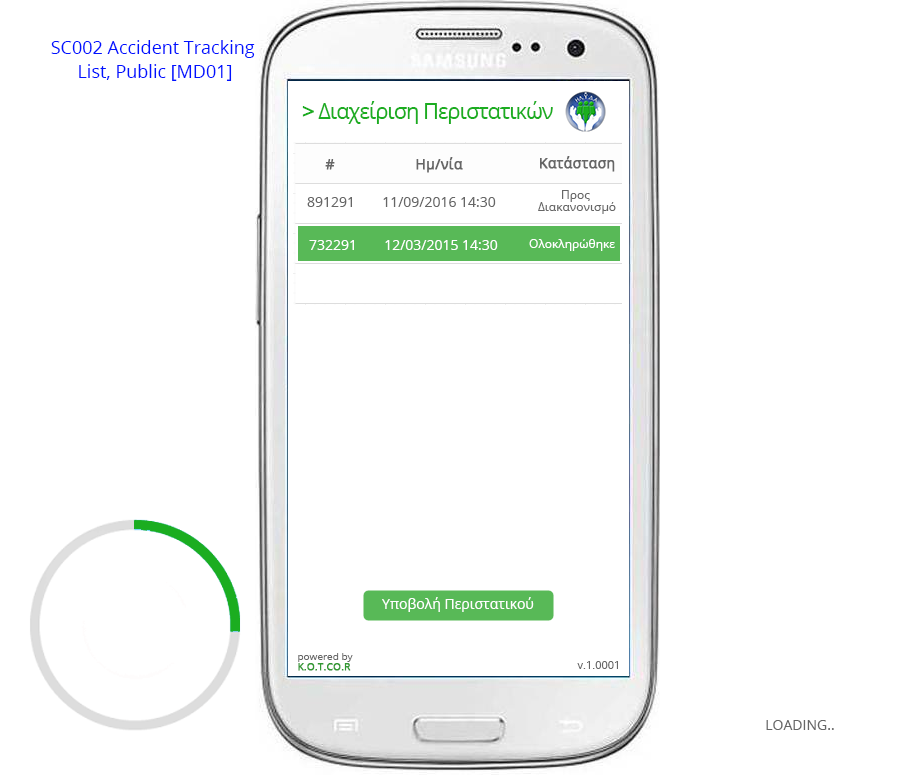 SC002 Accident Tracking
List, Public [MD01]
SAMSUNG
> Διαχείριση Περιστατικών
# Ημ/νία Κατάσταση
891291 11/09/2016 14:30 Προς
Διακανονισμό
732291 12/03/2015 14:30 Ολοκληρώθηκε
Υποβολή Περιστατικού
powered by
K.O.T.CO.R
v.1.0001
LOADING..